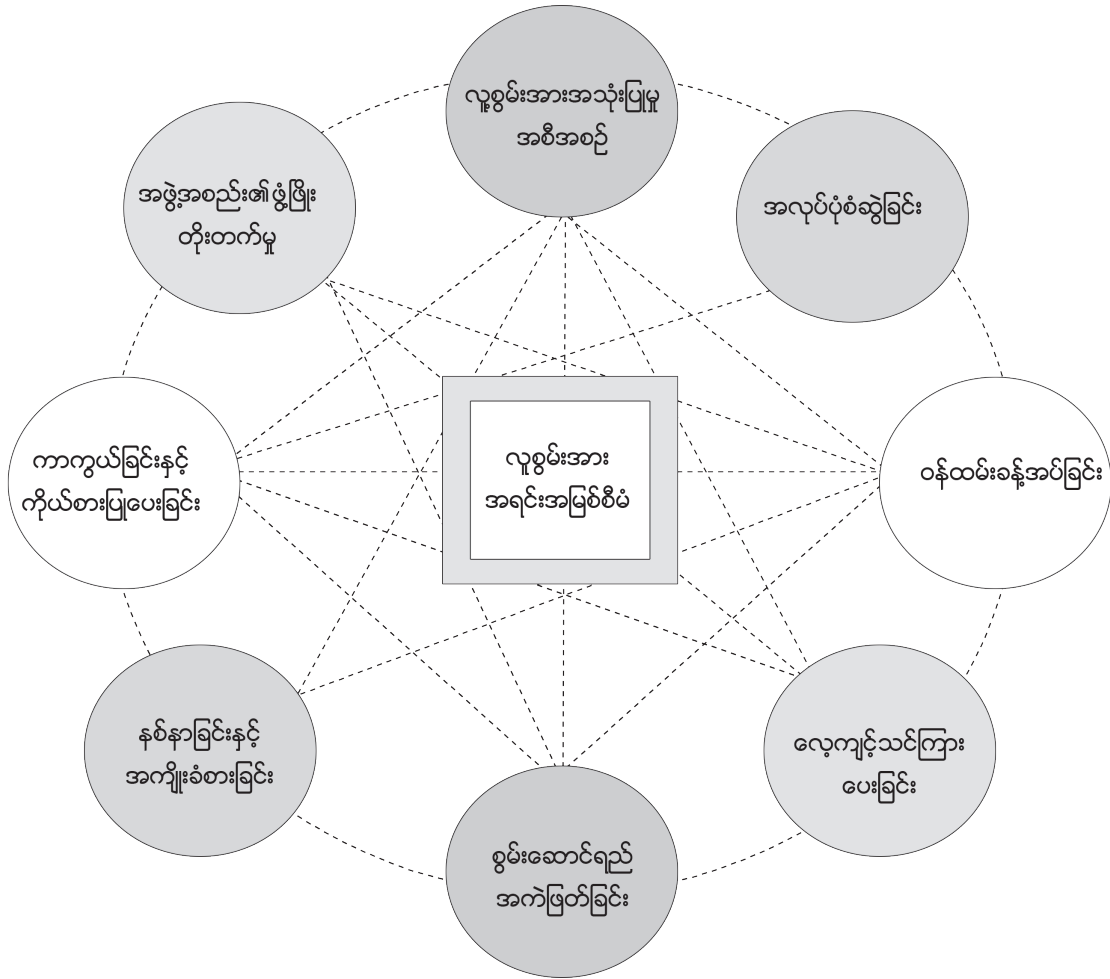 လူ့စွမ်းအားအသုံးပြုမှု
အစီအစဉ်
အလုပ်ပုံစံဆွဲခြင်း
ဝန်ထမ်းခန့်အပ်ခြင်း
လေ့ကျင့်သင်ကြား
ပေးခြင်း
စွမ်းဆောင်ရည်
အကဲဖြတ်ခြင်း
နစ်နာခြင်းနှင့်
အကျိုးခံစားခြင်း
ကာကွယ်ခြင်းနှင့်
ကိုယ်စားပြုပေးခြင်း
အဖွဲ့အစည်း၏ဖွံ့ဖြိုး
တိုးတက်မှု
လူစွမ်းအား
အရင်းအမြစ်စီမံ